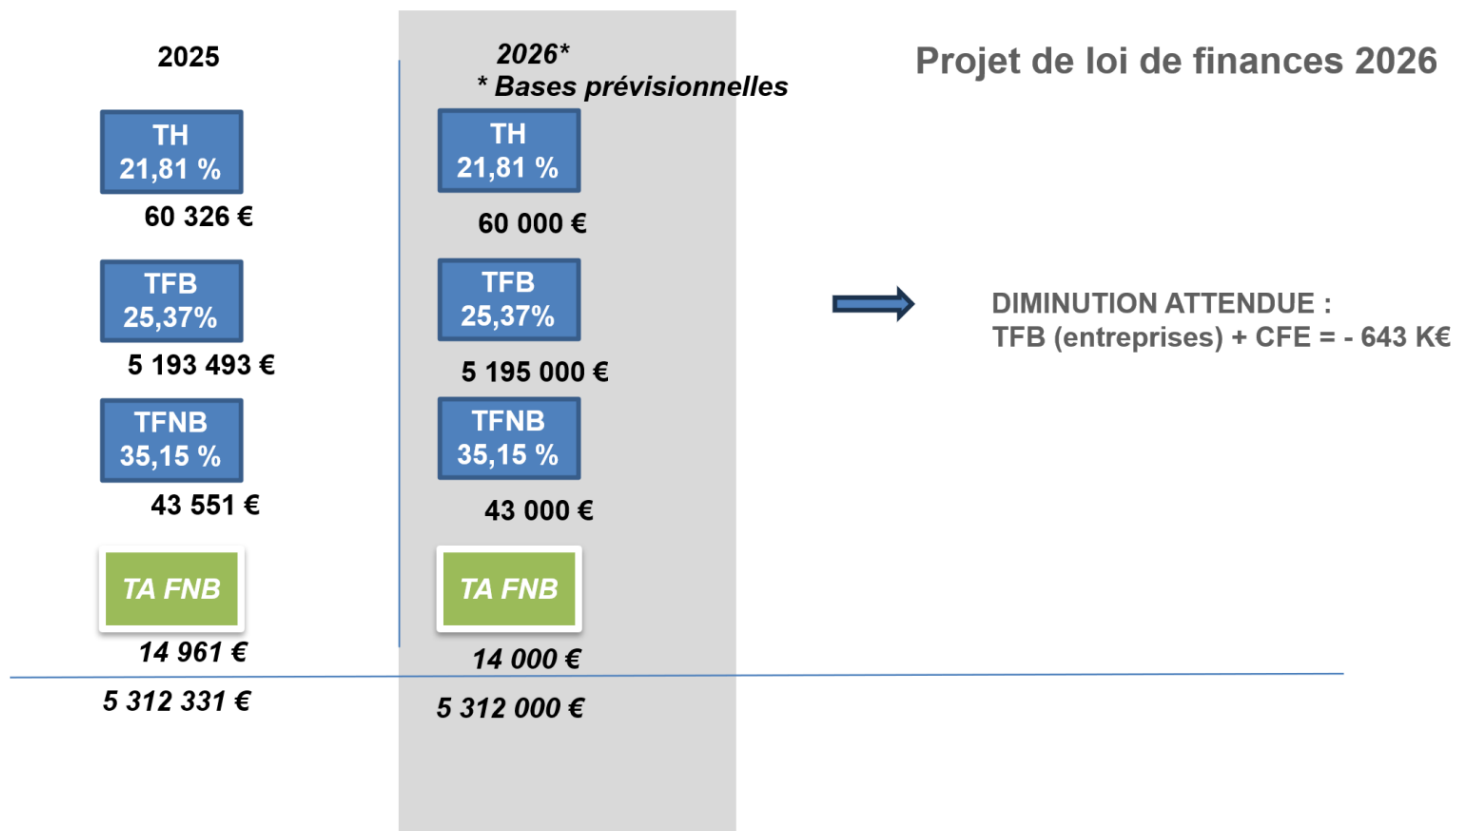 2025
TH
21,81 %
60 326 €
TFB
25,37%
5 193 493 €
TFNB
35,15 %
43 551 €
TA FNB
14 961 €
5 312 331 €
2026*
* Bases prévisionnelles
TH
21,81 %
60 000 €
TFB
25,37%
5 195 000 €
TFNB
35,15 %
43 000 €
TA FNB
14 000 €
5 312 000 €
Projet de loi de finances 2026
DIMINUTION ATTENDUE :
TFB (entreprises) + CFE = - 643 K€